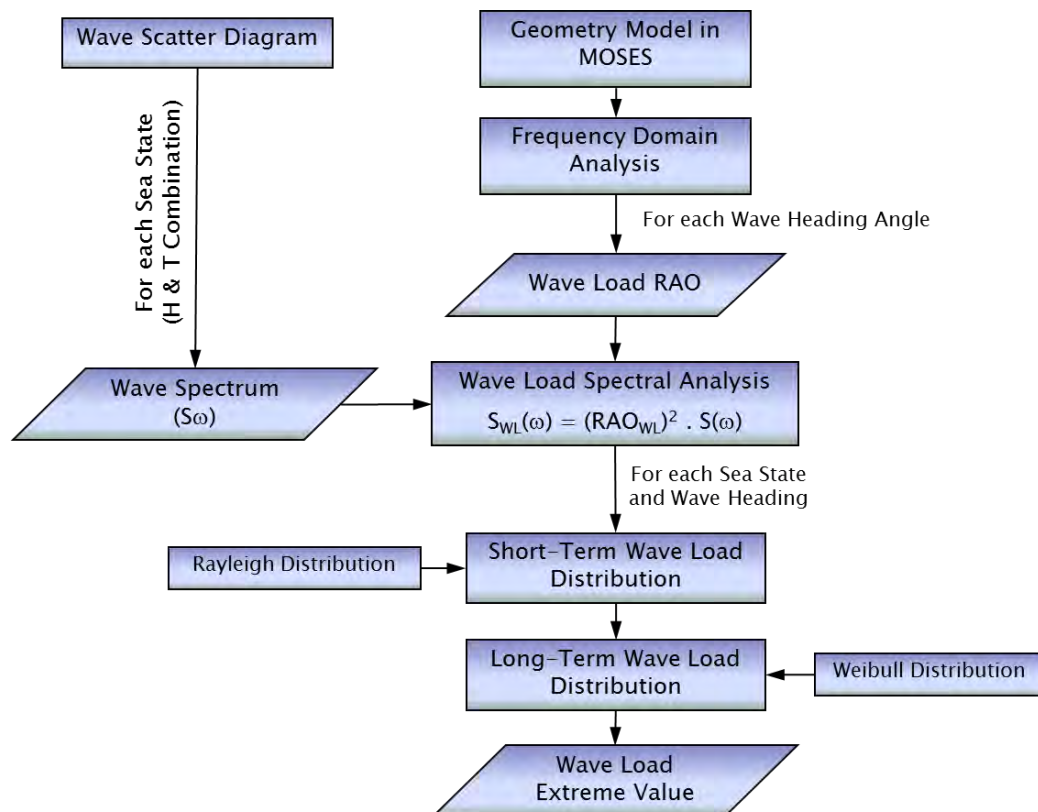 Wave Scatter Diagram
Geometry Model in
MOSES
Frequency Domain
Analysis
For each Sea State
(H & T Combination)
For each Wave Heading Angle
Wave Load RAO
Wave Spectrum
(Sω)
Wave Load Spectral Analysis
S_WL(ω) = (RAO_WL)² . S(ω)
For each Sea State
and Wave Heading
Rayleigh Distribution
Short-Term Wave Load
Distribution
Long-Term Wave Load
Distribution
Weibull Distribution
Wave Load
Extreme Value